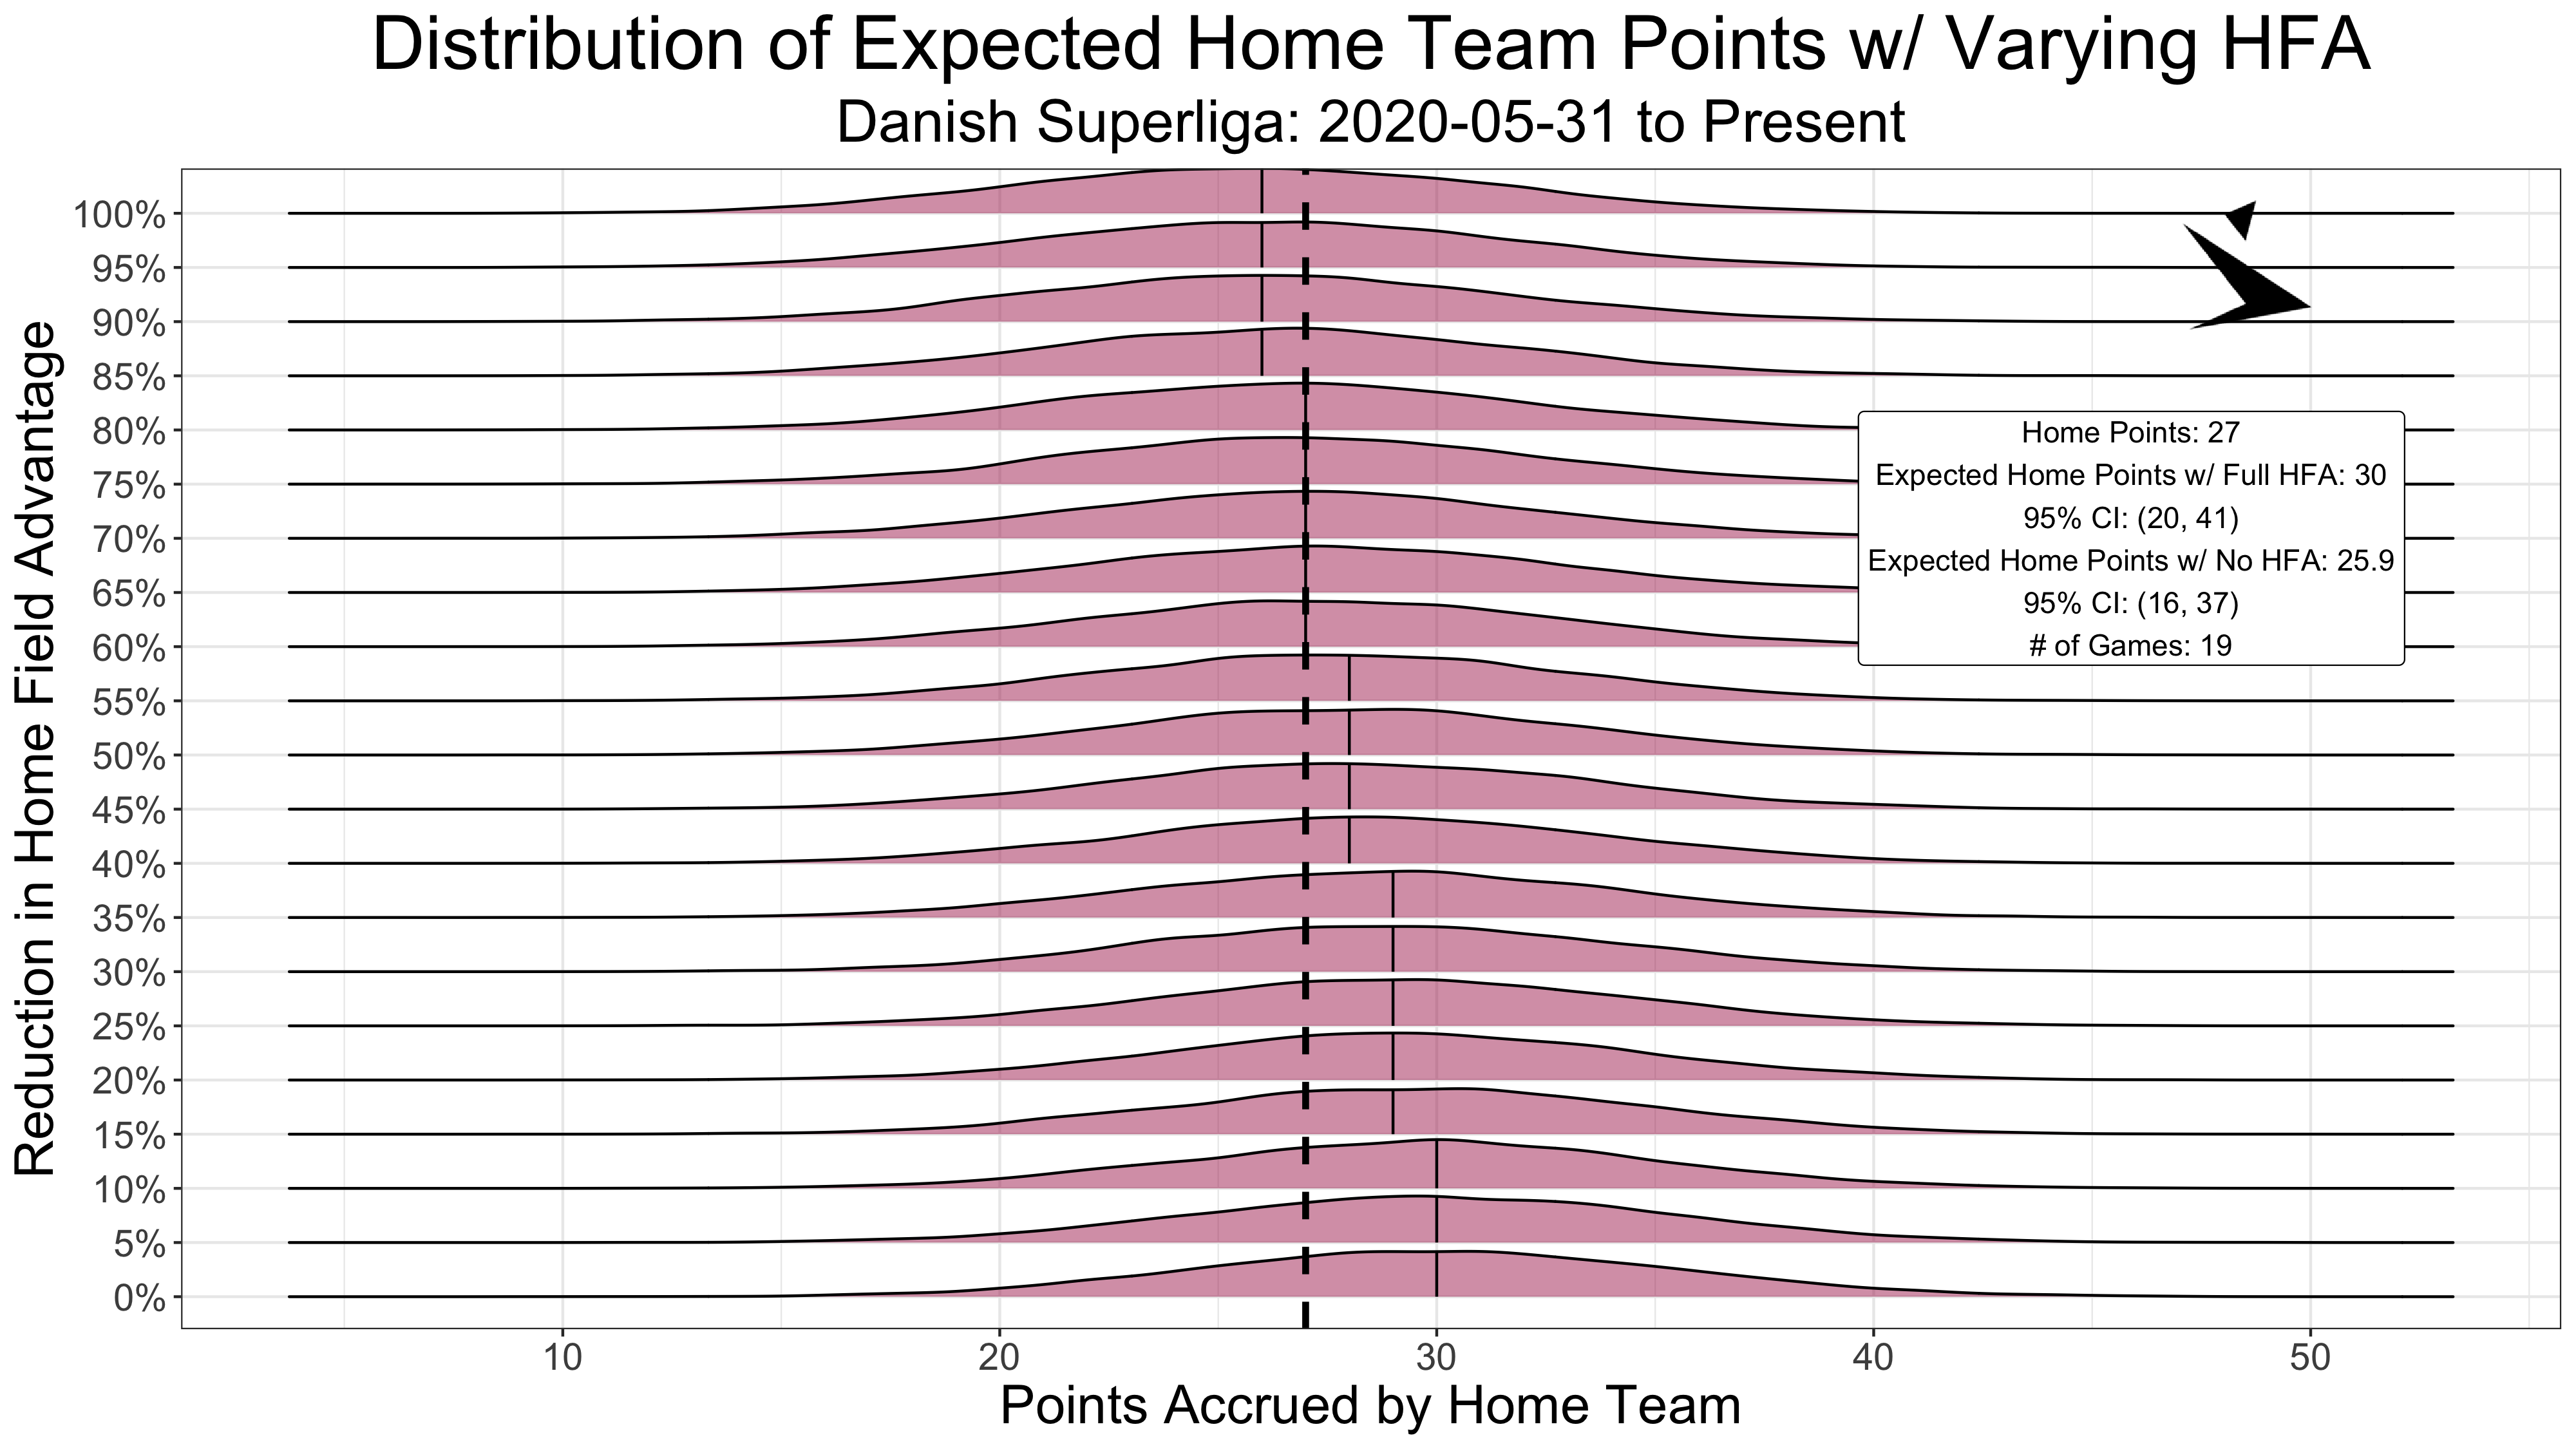 Distribution of Expected Home Team Points w/ Varying HFA
Danish Superliga: 2020-05-31 to Present
Reduction in Home Field Advantage
100%
95%
90%
85%
80%
75%
70%
65%
60%
55%
50%
45%
40%
35%
30%
25%
20%
15%
10%
5%
0%
Home Points: 27
Expected Home Points w/ Full HFA: 30
95% CI: (20, 41)
Expected Home Points w/ No HFA: 25.9
95% CI: (16, 37)
# of Games: 19
10 20 30 40 50
Points Accrued by Home Team